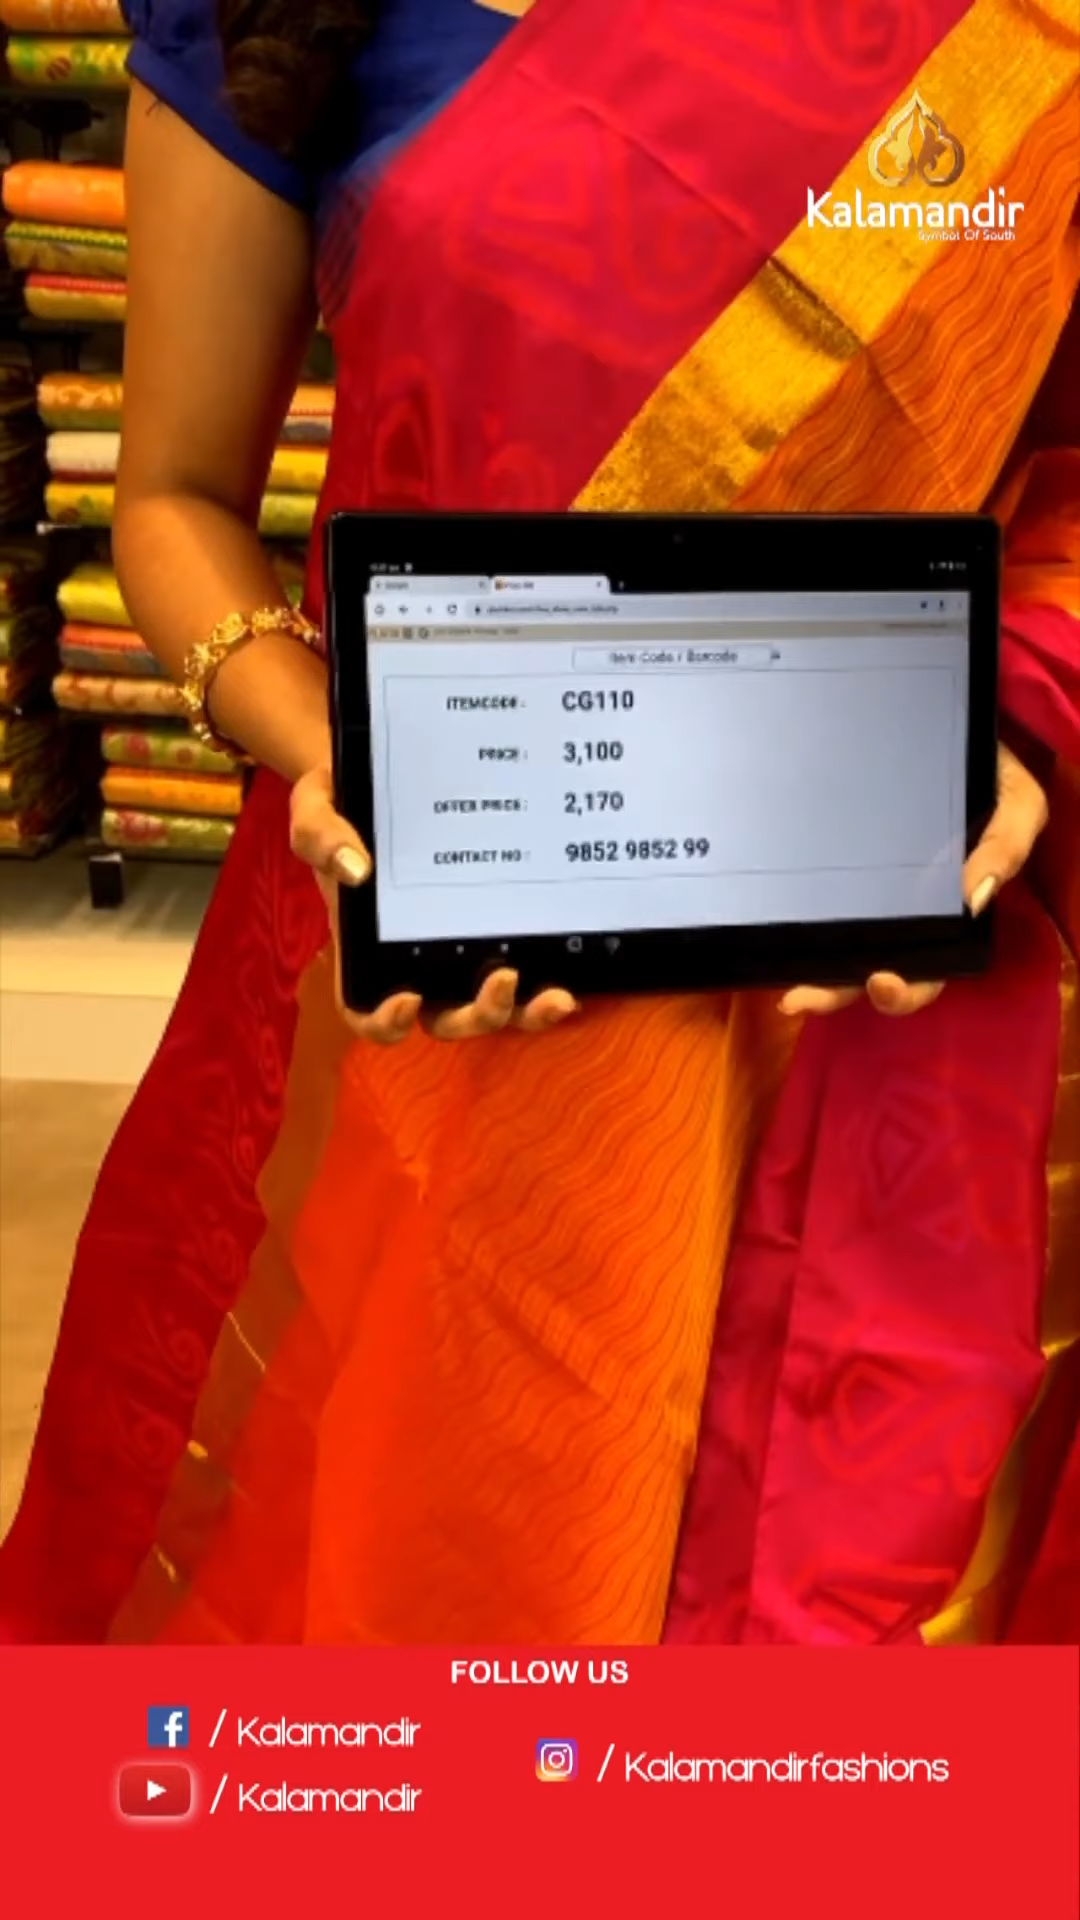 Kalamandir
Symbol Of South
Item Code / Barcode
ITEMCODE : CG110
PRICE : 3,100
OFFER PRICE : 2,170
CONTACT NO : 9852 9852 99
FOLLOW US
/ Kalamandir
/ Kalamandirfashions
/ Kalamandir